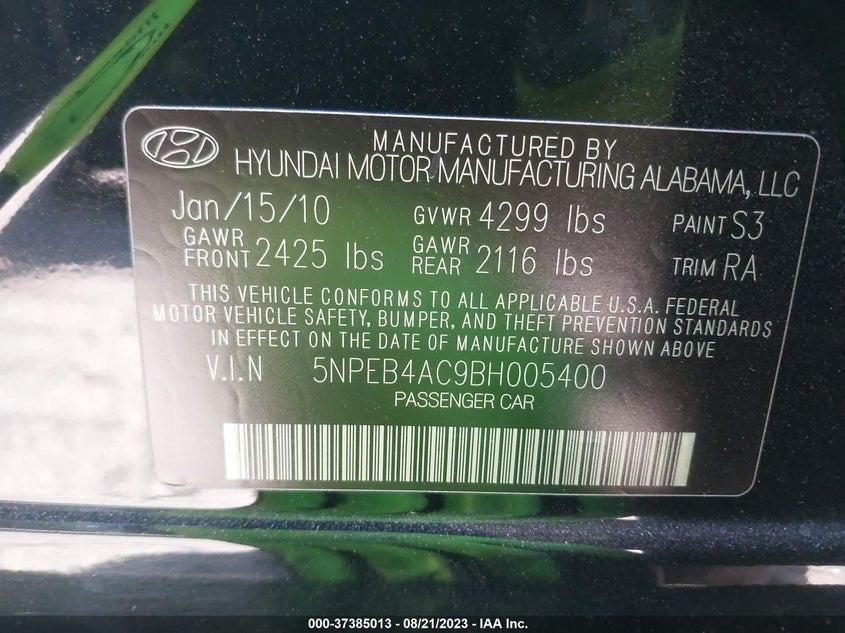 MANUFACTURED BY
HYUNDAI MOTOR MANUFACTURING ALABAMA, LLC
Jan/15/10 GVWR 4299 lbs PAINT S3
GAWR FRONT 2425 lbs GAWR REAR 2116 lbs TRIM RA
THIS VEHICLE CONFORMS TO ALL APPLICABLE U.S.A. FEDERAL
MOTOR VEHICLE SAFETY, BUMPER, AND THEFT PREVENTION STANDARDS
IN EFFECT ON THE DATE OF MANUFACTURE SHOWN ABOVE
V.I.N 5NPEB4AC9BH005400
PASSENGER CAR
000-37385013 - 08/21/2023 - IAA Inc.